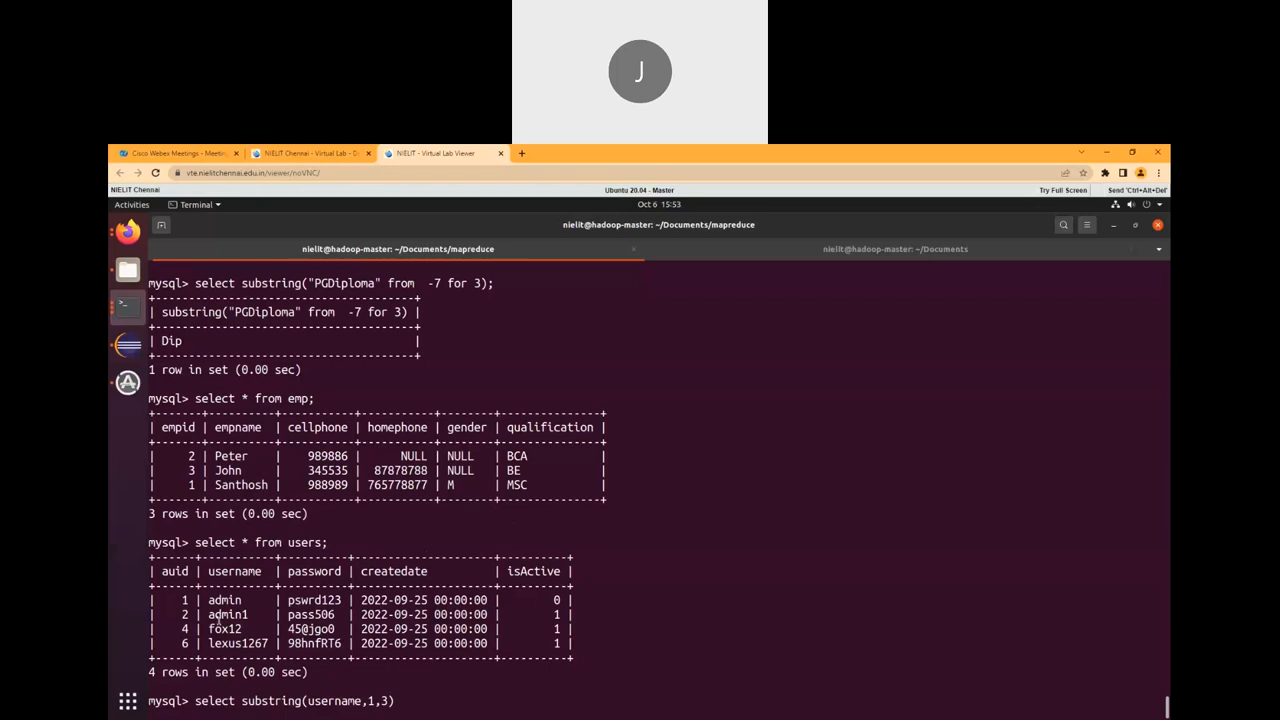 J
Cisco Webex Meetings - Meetin
NIELIT Chennai - Virtual Lab - D
NIELIT - Virtual Lab Viewer
vte.nielitchennai.edu.in/viewer/noVNC/
NIELIT Chennai Ubuntu 20.04 - Master Try Full Screen Send 'Ctrl+Alt+Del'
Activities Terminal Oct 6 15:53
nielit@hadoop-master: ~/Documents/mapreduce
nielit@hadoop-master: ~/Documents/mapreduce nielit@hadoop-master: ~/Documents
mysql> select substring("PGDiploma" from  -7 for 3);
+---------------------------------------+
| substring("PGDiploma" from  -7 for 3) |
+---------------------------------------+
| Dip                                   |
+---------------------------------------+
1 row in set (0.00 sec)
mysql> select * from emp;
+-------+----------+-----------+-----------+--------+---------------+
| empid | empname  | cellphone | homephone | gender | qualification |
+-------+----------+-----------+-----------+--------+---------------+
|     2 | Peter    |    989886 |      NULL | NULL   | BCA           |
|     3 | John     |    345535 |  87878788 | NULL   | BE            |
|     1 | Santhosh |    988989 | 765778877 | M      | MSC           |
+-------+----------+-----------+-----------+--------+---------------+
3 rows in set (0.00 sec)
mysql> select * from users;
+------+-----------+----------+---------------------+----------+
| auid | username  | password | createdate          | isActive |
+------+-----------+----------+---------------------+----------+
|    1 | admin     | pswrd123 | 2022-09-25 00:00:00 |        0 |
|    2 | admin1    | pass506  | 2022-09-25 00:00:00 |        1 |
|    4 | fox12     | 45@jgo0  | 2022-09-25 00:00:00 |        1 |
|    6 | lexus1267 | 98hnfRT6 | 2022-09-25 00:00:00 |        1 |
+------+-----------+----------+---------------------+----------+
4 rows in set (0.00 sec)
mysql> select substring(username,1,3)